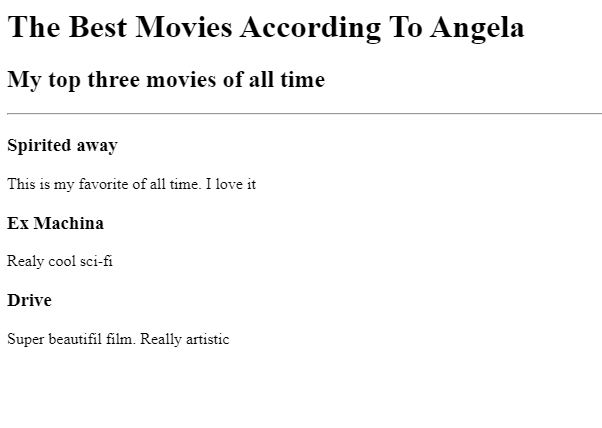 The Best Movies According To Angela
My top three movies of all time
Spirited away
This is my favorite of all time. I love it
Ex Machina
Realy cool sci-fi
Drive
Super beautifil film. Really artistic